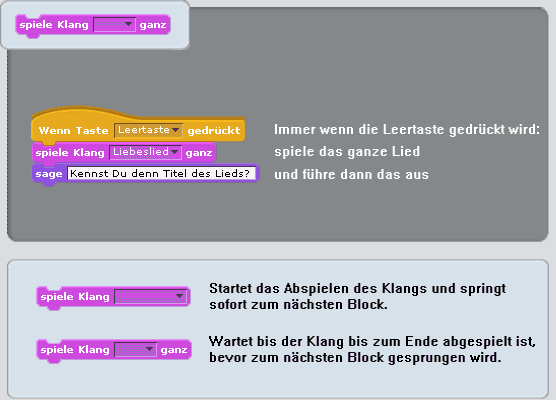 spiele Klang ganz
Wenn Taste Leertaste gedrückt
Immer wenn die Leertaste gedrückt wird:
spiele Klang Liebeslied ganz
spiele das ganze Lied
sage Kennst Du denn Titel des Lieds?
und führe dann das aus
spiele Klang
Startet das Abspielen des Klangs und springt
sofort zum nächsten Block.
spiele Klang ganz
Wartet bis der Klang bis zum Ende abgespielt ist,
bevor zum nächsten Block gesprungen wird.